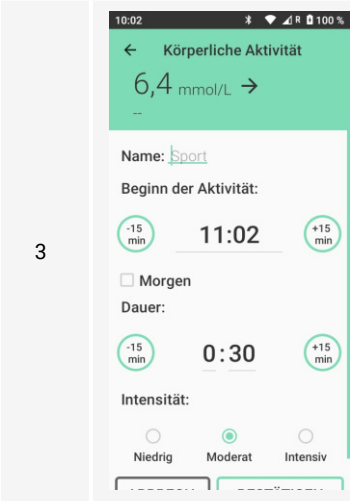 10:02 R 100 %
Körperliche Aktivität
6,4 mmol/L →
--
Name: Sport
Beginn der Aktivität:
-15 min 11:02 +15 min
3
Morgen
Dauer:
-15 min 0:30 +15 min
Intensität:
Niedrig Moderat Intensiv